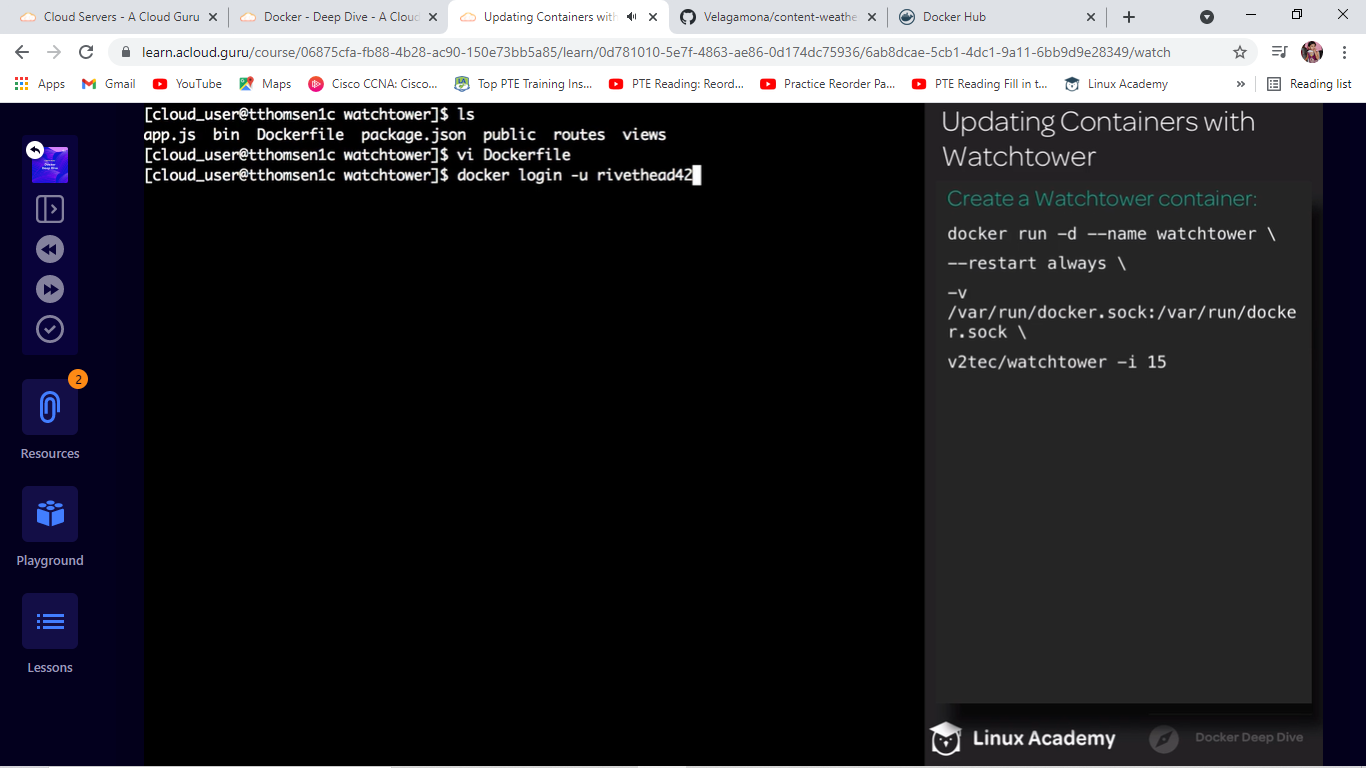 Cloud Servers - A Cloud Guru
Docker - Deep Dive - A Cloud
Updating Containers with
Velagamona/content-weathe
Docker Hub
learn.acloud.guru/course/06875cfa-fb88-4b28-ac90-150e73bb5a85/learn/0d781010-5e7f-4863-ae86-0d174dc75936/6ab8dcae-5cb1-4dc1-9a11-6bb9d9e28349/watch
Apps
Gmail
YouTube
Maps
Cisco CCNA: Cisco...
Top PTE Training Ins...
PTE Reading: Reord...
Practice Reorder Pa...
PTE Reading Fill in t...
Linux Academy
»
Reading list
[cloud_user@tthomsen1c watchtower]$ ls
app.js bin Dockerfile package.json public routes views
[cloud_user@tthomsen1c watchtower]$ vi Dockerfile
[cloud_user@tthomsen1c watchtower]$ docker login -u rivethead42
2
Resources
Playground
Lessons
Updating Containers with
Watchtower
Create a Watchtower container:
docker run -d --name watchtower \
--restart always \
-v
/var/run/docker.sock:/var/run/docke
r.sock \
v2tec/watchtower -i 15
Linux Academy
Docker Deep Dive